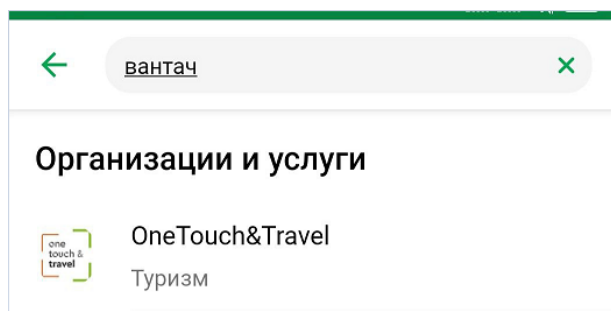 вантач
Организации и услуги
one
touch &
travel
OneTouch&Travel
Туризм